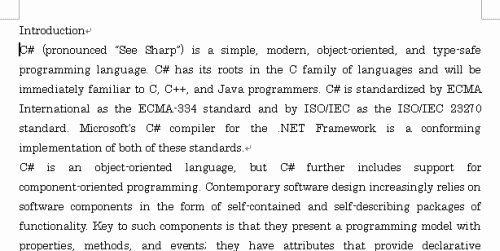 Introduction
C# (pronounced "See Sharp") is a simple, modern, object-oriented, and type-safe
programming language. C# has its roots in the C family of languages and will be
immediately familiar to C, C++, and Java programmers. C# is standardized by ECMA
International as the ECMA-334 standard and by ISO/IEC as the ISO/IEC 23270
standard. Microsoft's C# compiler for the .NET Framework is a conforming
implementation of both of these standards.
C# is an object-oriented language, but C# further includes support for
component-oriented programming. Contemporary software design increasingly relies on
software components in the form of self-contained and self-describing packages of
functionality. Key to such components is that they present a programming model with
properties, methods, and events; they have attributes that provide declarative